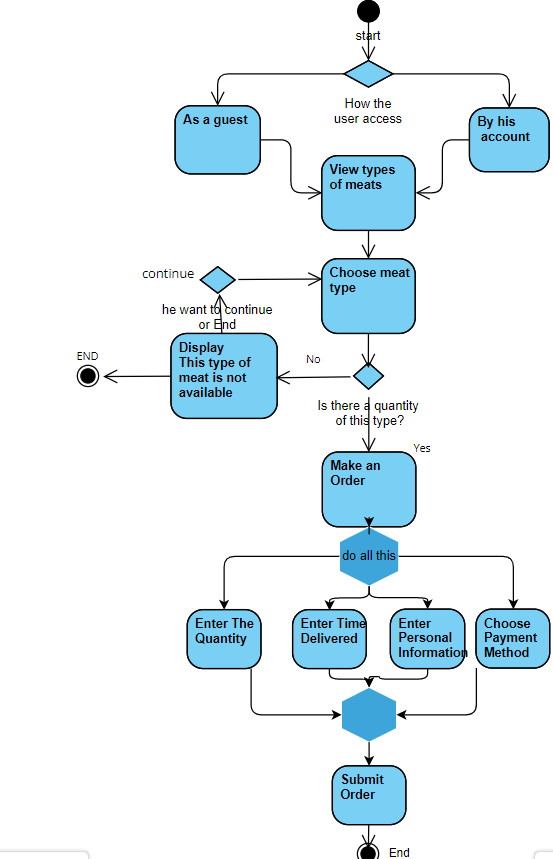 start
How the
user access
As a guest
By his
account
View types
of meats
continue
Choose meat
type
he want to continue
or End
END
Display
This type of
meat is not
available
No
Is there a quantity
of this type?
Yes
Make an
Order
do all this
Enter The
Quantity
Enter Time
Delivered
Enter
Personal
Information
Choose
Payment
Method
Submit
Order
End